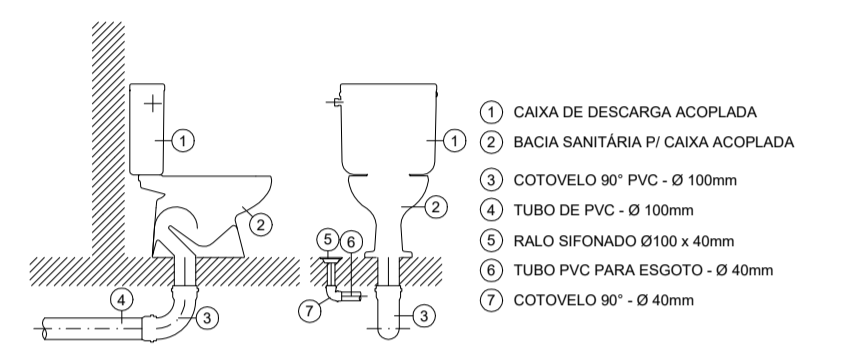 1
2
4
3
1
2
5 6
7
3
1 CAIXA DE DESCARGA ACOPLADA
2 BACIA SANITÁRIA P/ CAIXA ACOPLADA
3 COTOVELO 90° PVC - Ø 100mm
4 TUBO DE PVC - Ø 100mm
5 RALO SIFONADO Ø100 x 40mm
6 TUBO PVC PARA ESGOTO - Ø 40mm
7 COTOVELO 90° - Ø 40mm